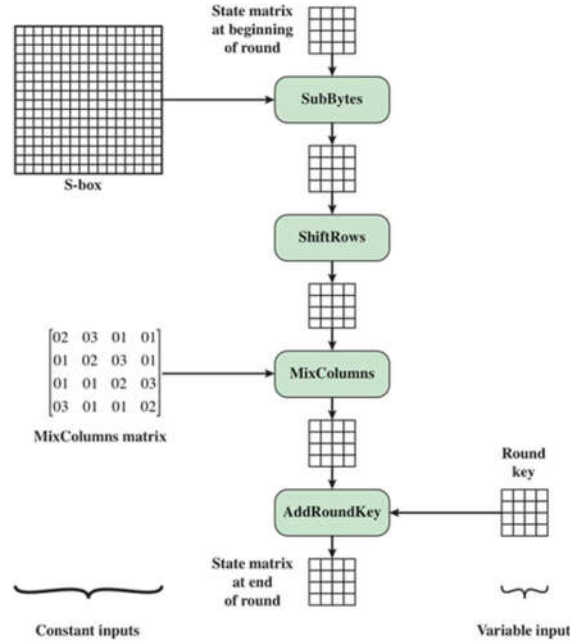 State matrix
at beginning
of round
SubBytes
S-box
ShiftRows
02 03 01 01
01 02 03 01
01 01 02 03
03 01 01 02
MixColumns matrix
MixColumns
Round
key
AddRoundKey
State matrix
at end
of round
Constant inputs
Variable input